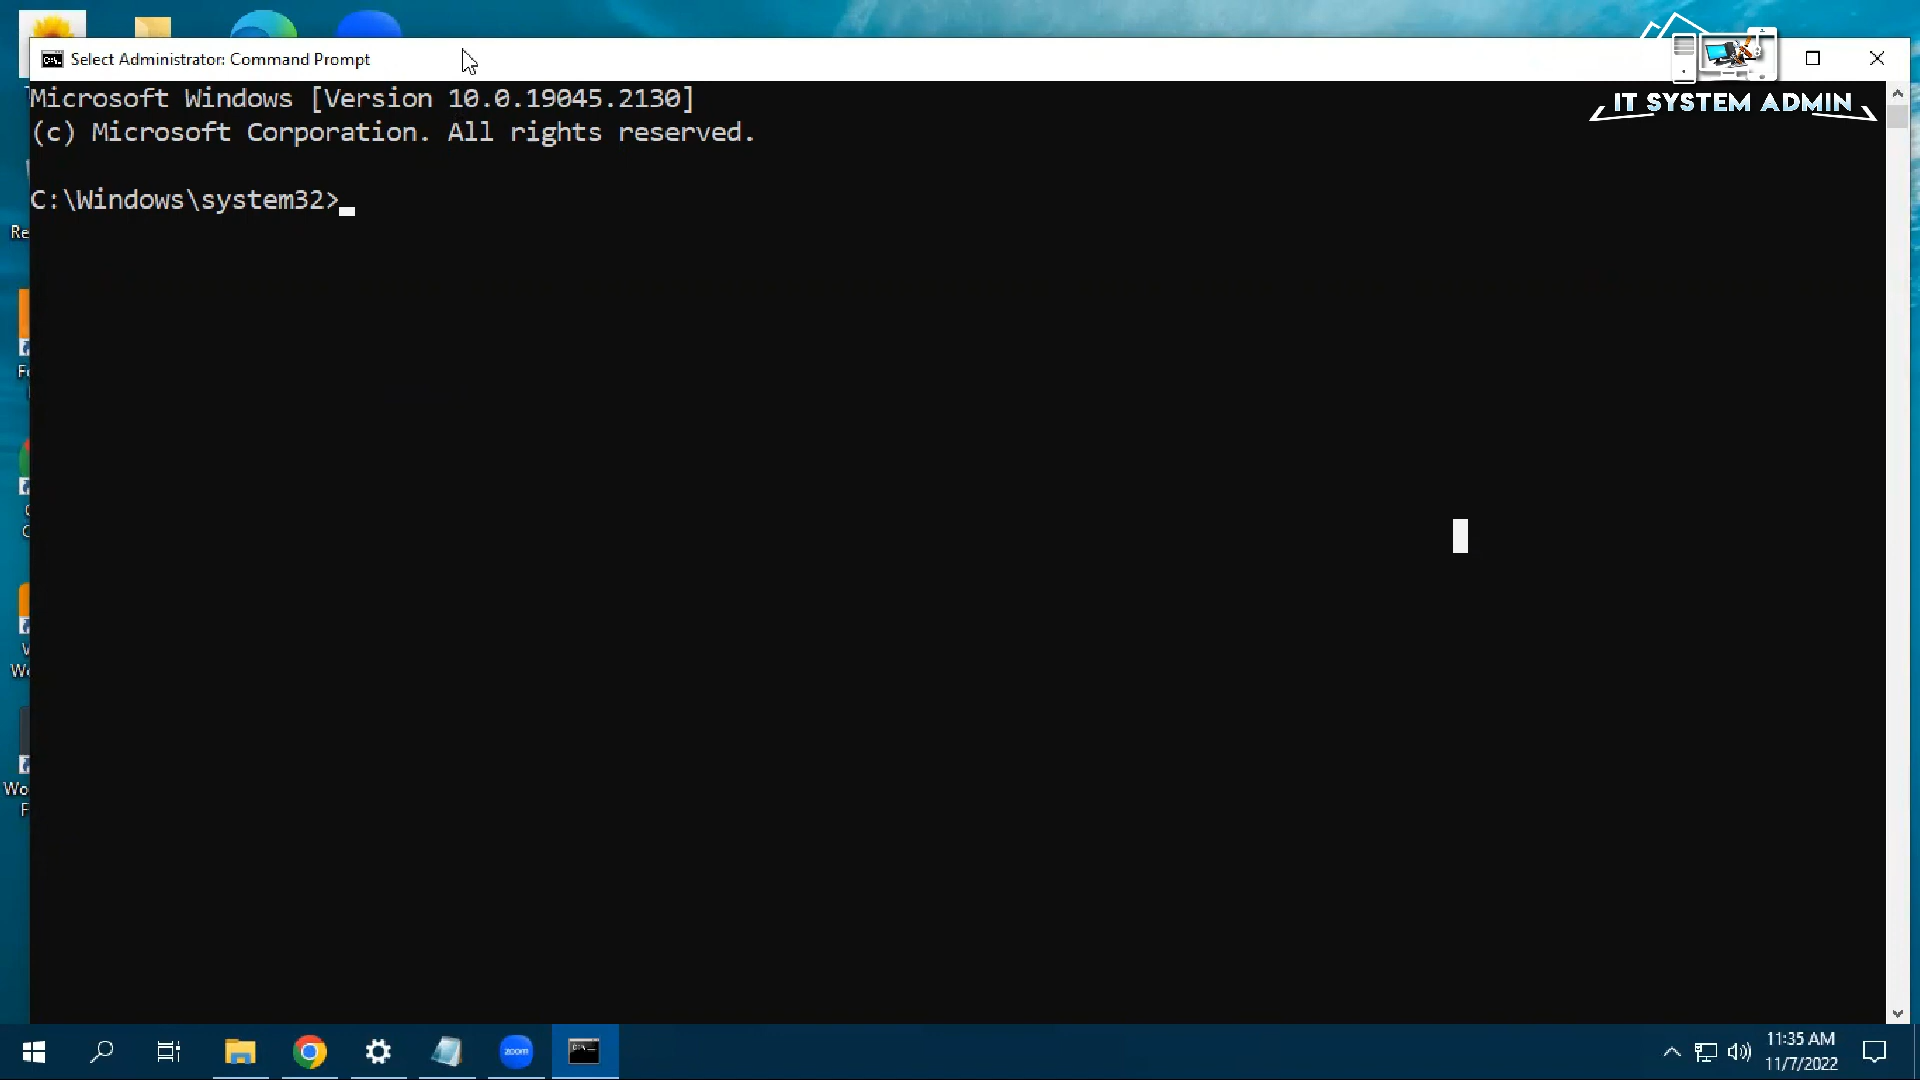 Select Administrator: Command Prompt
IT SYSTEM ADMIN
Microsoft Windows [Version 10.0.19045.2130]
(c) Microsoft Corporation. All rights reserved.
C:\Windows\system32>
zoom
11:35 AM
11/7/2022